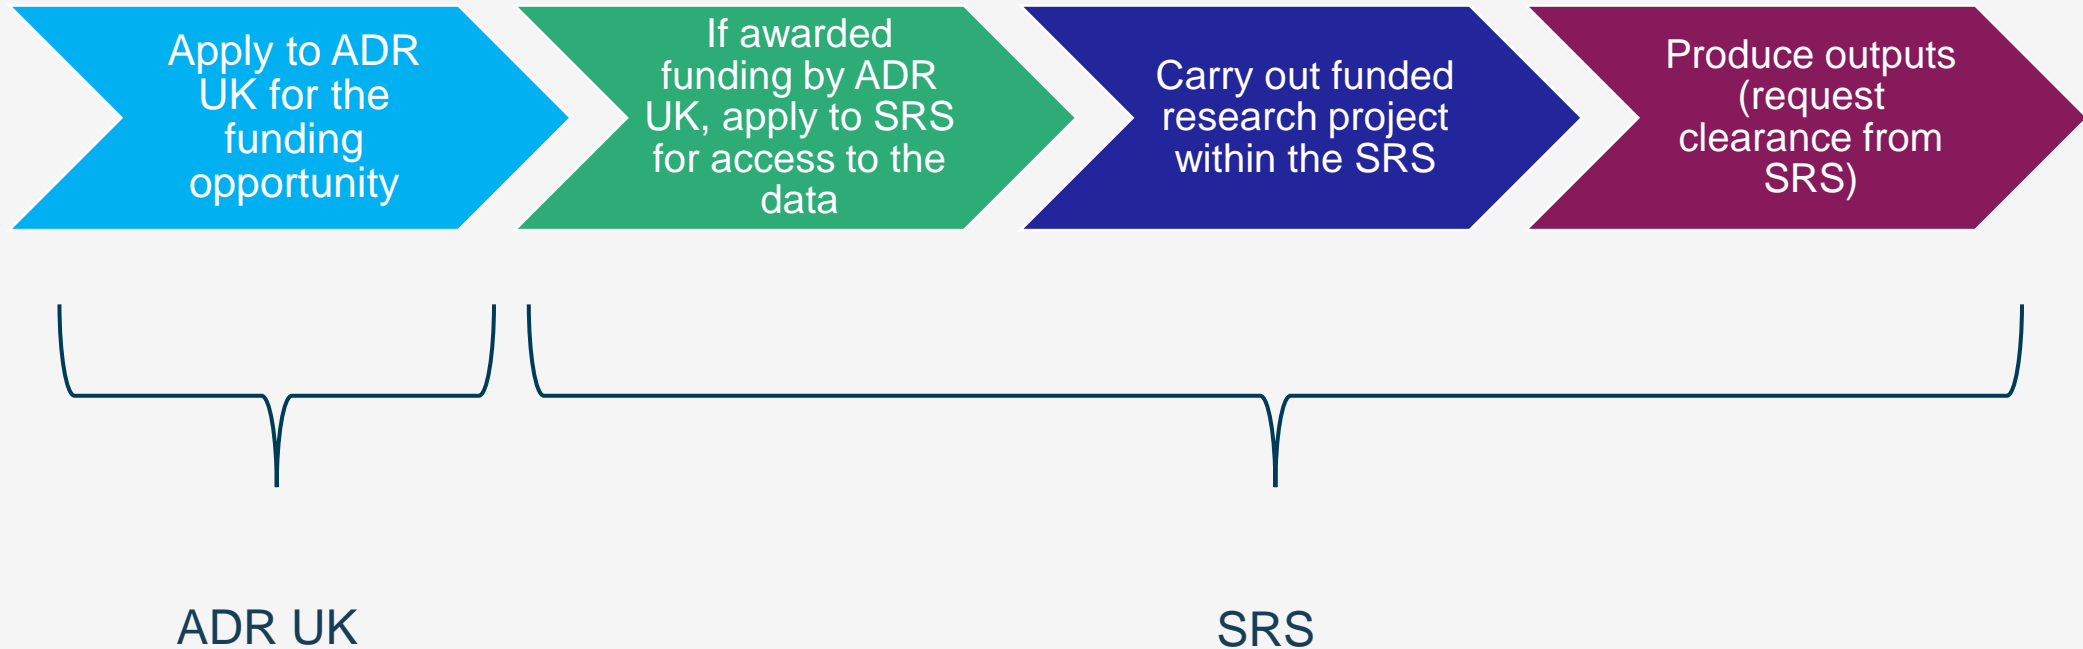 Apply to ADR
UK for the
funding
opportunity
If awarded
funding by ADR
UK, apply to SRS
for access to the
data
Carry out funded
research project
within the SRS
Produce outputs
(request
clearance from
SRS)
ADR UK
SRS